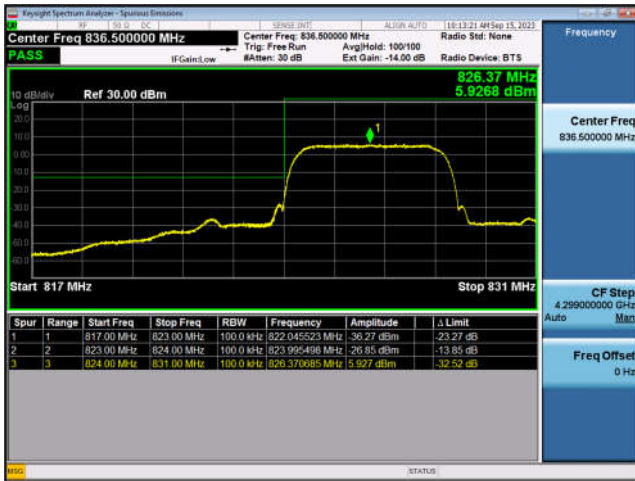 Keysight Spectrum Analyzer - Spurious Emissions
RF 50 Ω DC SENSE:INT ALIGN AUTO 10:13:21 AM Sep 15, 2023
Center Freq 836.500000 MHz Center Freq: 836.500000 MHz Radio Std: None
PASS Trig: Free Run Avg|Hold: 100/100
IFGain:Low #Atten: 30 dB Ext Gain: -14.00 dB Radio Device: BTS
826.37 MHz
10 dB/div Ref 30.00 dBm 5.9268 dBm
Log
20.0
10.0
0.00
-10.0
-20.0
-30.0
-40.0
-50.0
-60.0
1
Start 817 MHz Stop 831 MHz
Spur Range Start Freq Stop Freq RBW Frequency Amplitude Δ Limit
1 1 817.00 MHz 823.00 MHz 100.0 kHz 822.045523 MHz -36.27 dBm -23.27 dB
2 2 823.00 MHz 824.00 MHz 100.0 kHz 823.995498 MHz -26.85 dBm -13.85 dB
3 3 824.00 MHz 831.00 MHz 100.0 kHz 826.370685 MHz 5.927 dBm -32.52 dB
MSG STATUS
Frequency
Center Freq
836.500000 MHz
CF Step
4.299000000 GHz
Auto Man
Freq Offset
0 Hz